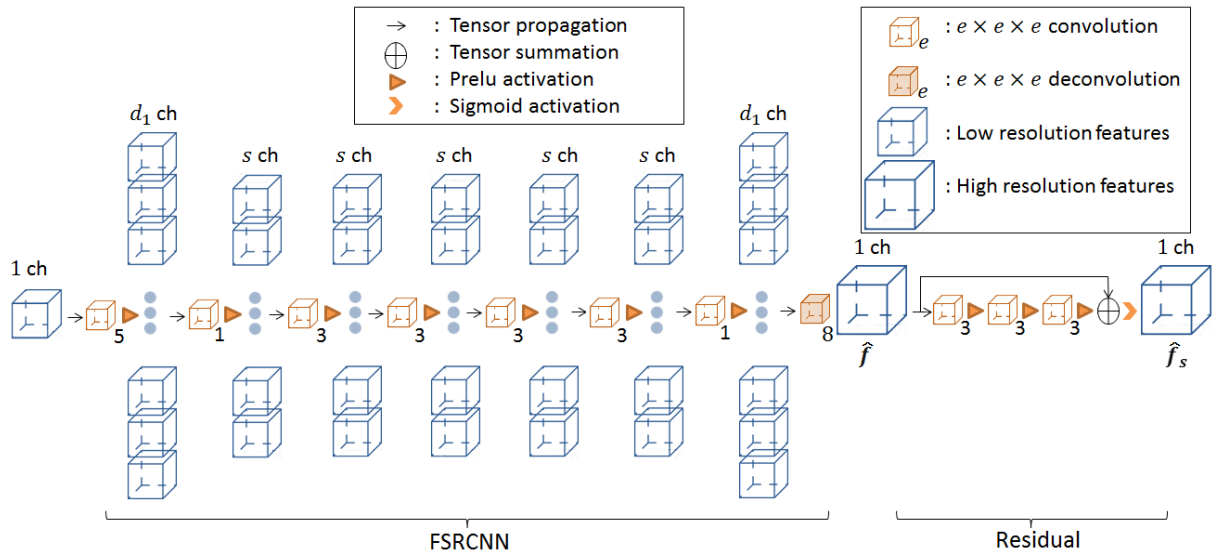 : Tensor propagation
: Tensor summation
: Prelu activation
: Sigmoid activation
e : e × e × e convolution
e : e × e × e deconvolution
: Low resolution features
: High resolution features
d₁ ch
s ch
s ch
s ch
s ch
s ch
d₁ ch
1 ch
1 ch
1 ch
5
1
3
3
3
3
1
8
3
3
3
f̂
f̂ₛ
FSRCNN
Residual